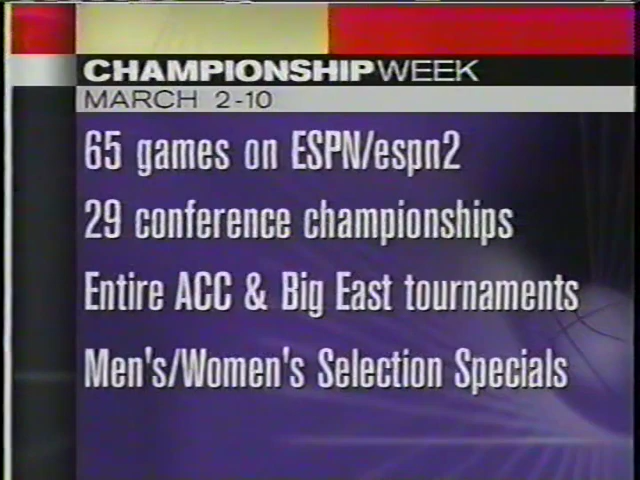 CHAMPIONSHIPWEEK
MARCH 2-10
65 games on ESPN/espn2
29 conference championships
Entire ACC & Big East tournaments
Men's/Women's Selection Specials